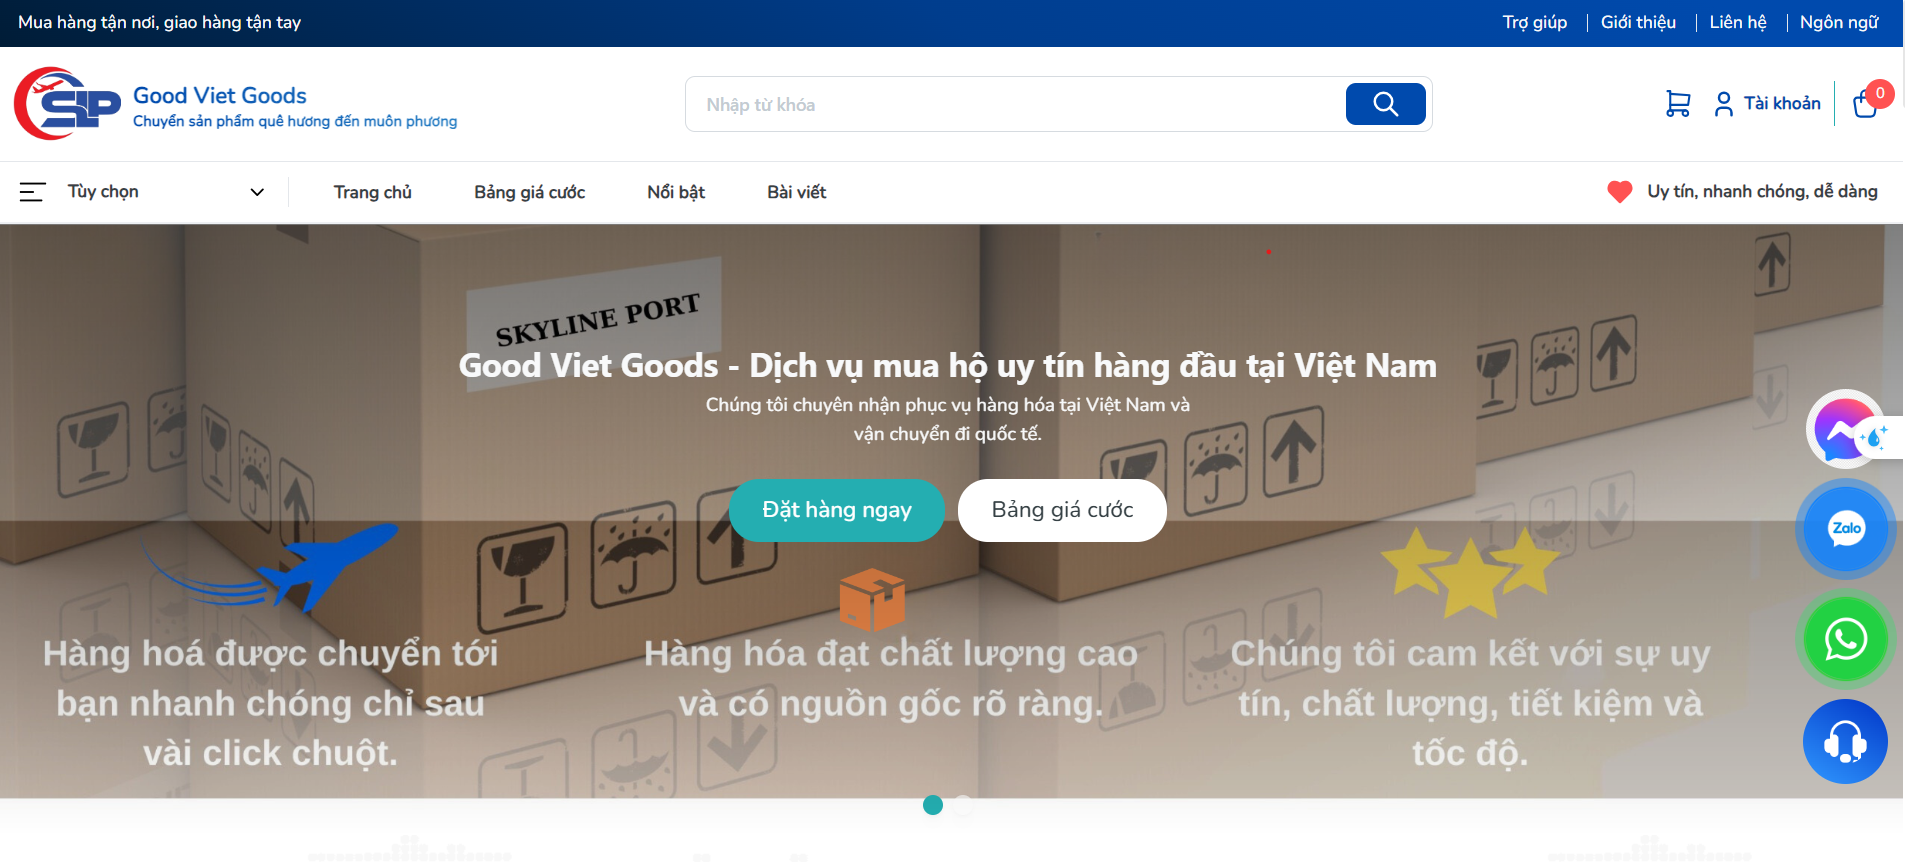 Mua hàng tận nơi, giao hàng tận tay
Trợ giúp
Giới thiệu
Liên hệ
Ngôn ngữ
SLP
Good Viet Goods
Chuyển sản phẩm quê hương đến muôn phương
Nhập từ khóa
Tài khoản
0
Tùy chọn
Trang chủ
Bảng giá cước
Nổi bật
Bài viết
Uy tín, nhanh chóng, dễ dàng
SKYLINE PORT
Good Viet Goods - Dịch vụ mua hộ uy tín hàng đầu tại Việt Nam
Chúng tôi chuyên nhận phục vụ hàng hóa tại Việt Nam và
vận chuyển đi quốc tế.
Đặt hàng ngay
Bảng giá cước
Zalo
Hàng hoá được chuyển tới
bạn nhanh chóng chỉ sau
vài click chuột.
Hàng hóa đạt chất lượng cao
và có nguồn gốc rõ ràng.
Chúng tôi cam kết với sự uy
tín, chất lượng, tiết kiệm và
tốc độ.